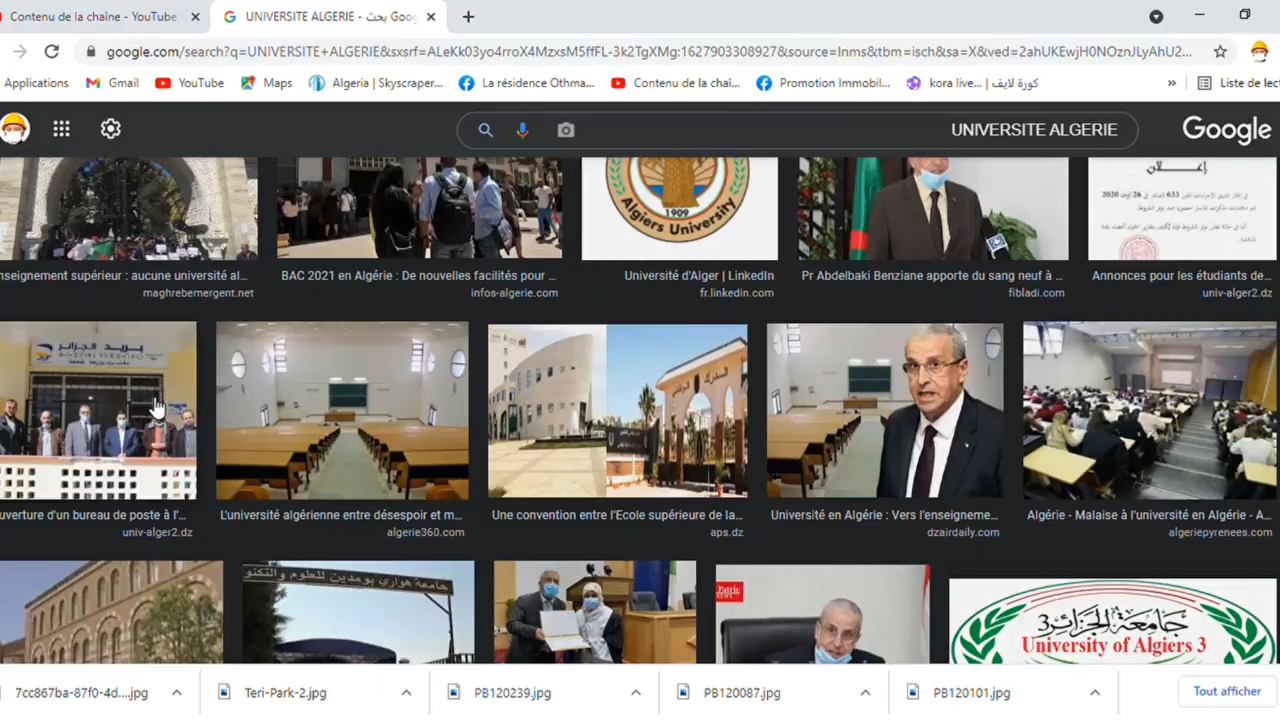 Contenu de la chaîne - YouTube
UNIVERSITE ALGERIE - بحث Goog
google.com/search?q=UNIVERSITE+ALGERIE&sxsrf=ALeKk03yo4rroX4MzxsM5ffFL-3k2TgXMg:1627903308927&source=lnms&tbm=isch&sa=X&ved=2ahUKEwjH0NOznJLyAhU2...
Applications
Gmail
YouTube
Maps
Algeria | Skyscraper...
La résidence Othma...
Contenu de la chaî...
Promotion Immobil...
kora live... | كورة لايف
»
Liste de lect
UNIVERSITE ALGERIE
Google
1909
Algiers University
إعـــلان
nseignement supérieur : aucune université al...
maghrebemergent.net
BAC 2021 en Algérie : De nouvelles facilités pour ...
infos-algerie.com
Université d'Alger | LinkedIn
fr.linkedin.com
Pr Abdelbaki Benziane apporte du sang neuf à ...
fibladi.com
Annonces pour les étudiants de...
univ-alger2.dz
بريد الجزائر
الدرك الوطني
uverture d'un bureau de poste à l'...
univ-alger2.dz
L'université algérienne entre désespoir et m...
algerie360.com
Une convention entre l'Ecole supérieure de la...
aps.dz
Université en Algérie : Vers l'enseigneme...
dzairdaily.com
Algérie - Malaise à l'université en Algérie - A...
algeriepyrenees.com
جامعة هواري بومدين للعلوم والتكنو
Patrie
NEWS
جامعة الجزائر 3
University of Algiers 3
7cc867ba-87f0-4d....jpg
Teri-Park-2.jpg
PB120239.jpg
PB120087.jpg
PB120101.jpg
Tout afficher